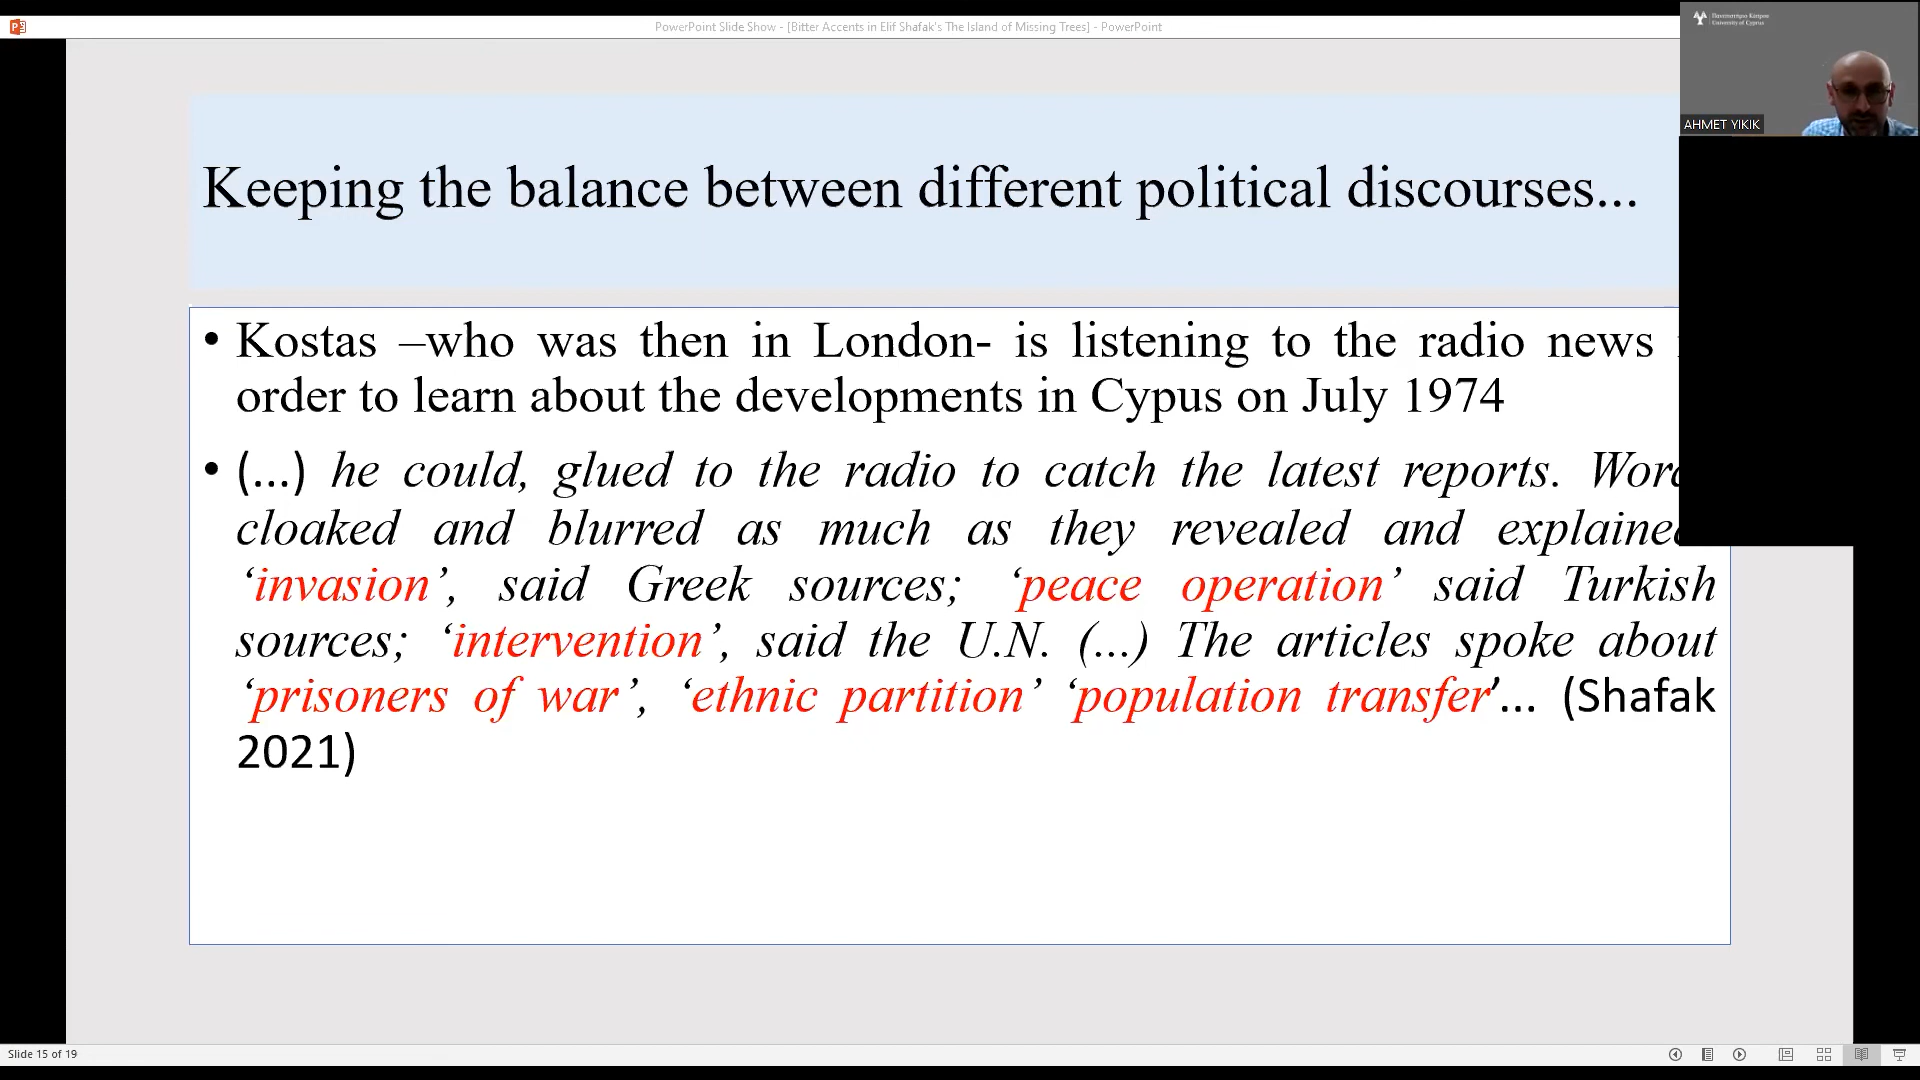 PowerPoint Slide Show - [Bitter Accents in Elif Shafak's The Island of Missing Trees] - PowerPoint
Πανεπιστήμιο Κύπρου
University of Cyprus
AHMET YIKIK
Keeping the balance between different political discourses...
• Kostas –who was then in London- is listening to the radio news
order to learn about the developments in Cypus on July 1974
• (...) he could, glued to the radio to catch the latest reports.
cloaked and blurred as much as they revealed and
‘invasion’, said Greek sources; ‘peace operation’ said Turkish
sources; ‘intervention’, said the U.N. (...) The articles spoke about
‘prisoners of war’, ‘ethnic partition’ ‘population transfer’... (Shafak
2021)
Slide 15 of 19